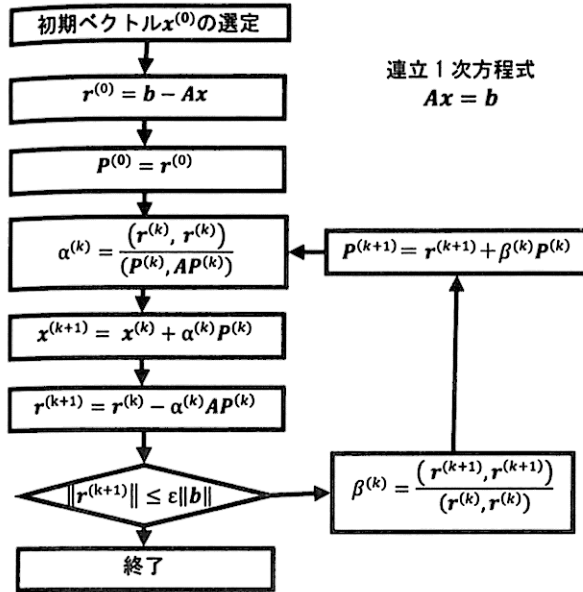 初期ベクトルx^(0)の選定
連立1次方程式
Ax = b
r^(0) = b − Ax
P^(0) = r^(0)
α^(k) = (r^(k), r^(k)) / (P^(k), AP^(k))
P^(k+1) = r^(k+1) + β^(k)P^(k)
x^(k+1) = x^(k) + α^(k)P^(k)
r^(k+1) = r^(k) − α^(k)AP^(k)
‖r^(k+1)‖ ≤ ε‖b‖
β^(k) = (r^(k+1), r^(k+1)) / (r^(k), r^(k))
終了